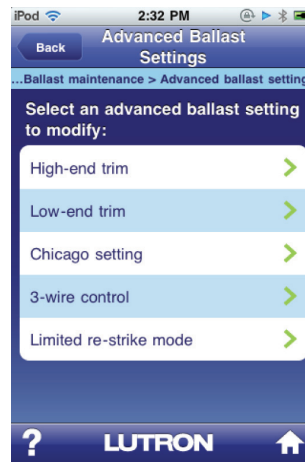 iPod 2:32 PM
Back
Advanced Ballast
Settings
...Ballast maintenance > Advanced ballast setting
Select an advanced ballast setting
to modify:
High-end trim >
Low-end trim >
Chicago setting >
3-wire control >
Limited re-strike mode >
? LUTRON